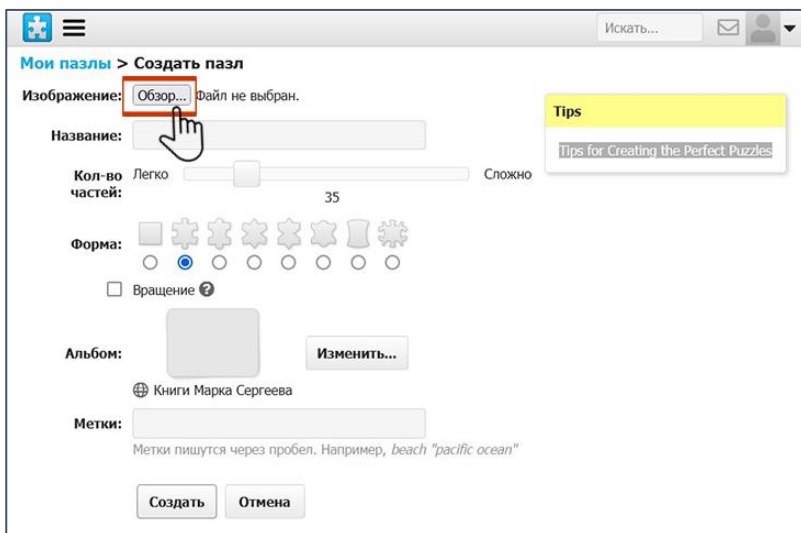 Искать...
Мои пазлы > Создать пазл
Изображение: Обзор... Файл не выбран.
Tips
Название:
Tips for Creating the Perfect Puzzles
Кол-во частей: Легко Сложно
35
Форма:
Вращение ?
Альбом: Изменить...
Книги Марка Сергеева
Метки:
Метки пишутся через пробел. Например, beach "pacific ocean"
Создать Отмена